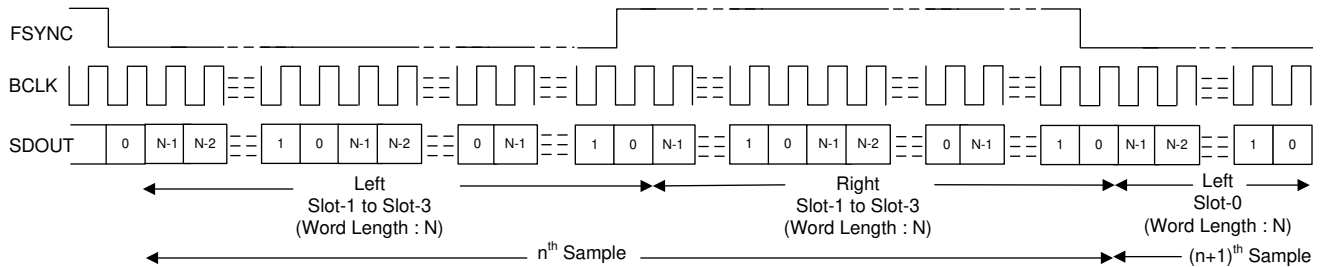 FSYNC
BCLK
SDOUT 0 N-1 N-2 1 0 N-1 N-2 0 N-1 1 0 N-1 1 0 N-1 N-2 0 N-1 1 0 N-1 N-2 1 0
Left Right Left
Slot-1 to Slot-3 Slot-1 to Slot-3 Slot-0
(Word Length : N) (Word Length : N) (Word Length : N)
nth Sample (n+1)th Sample